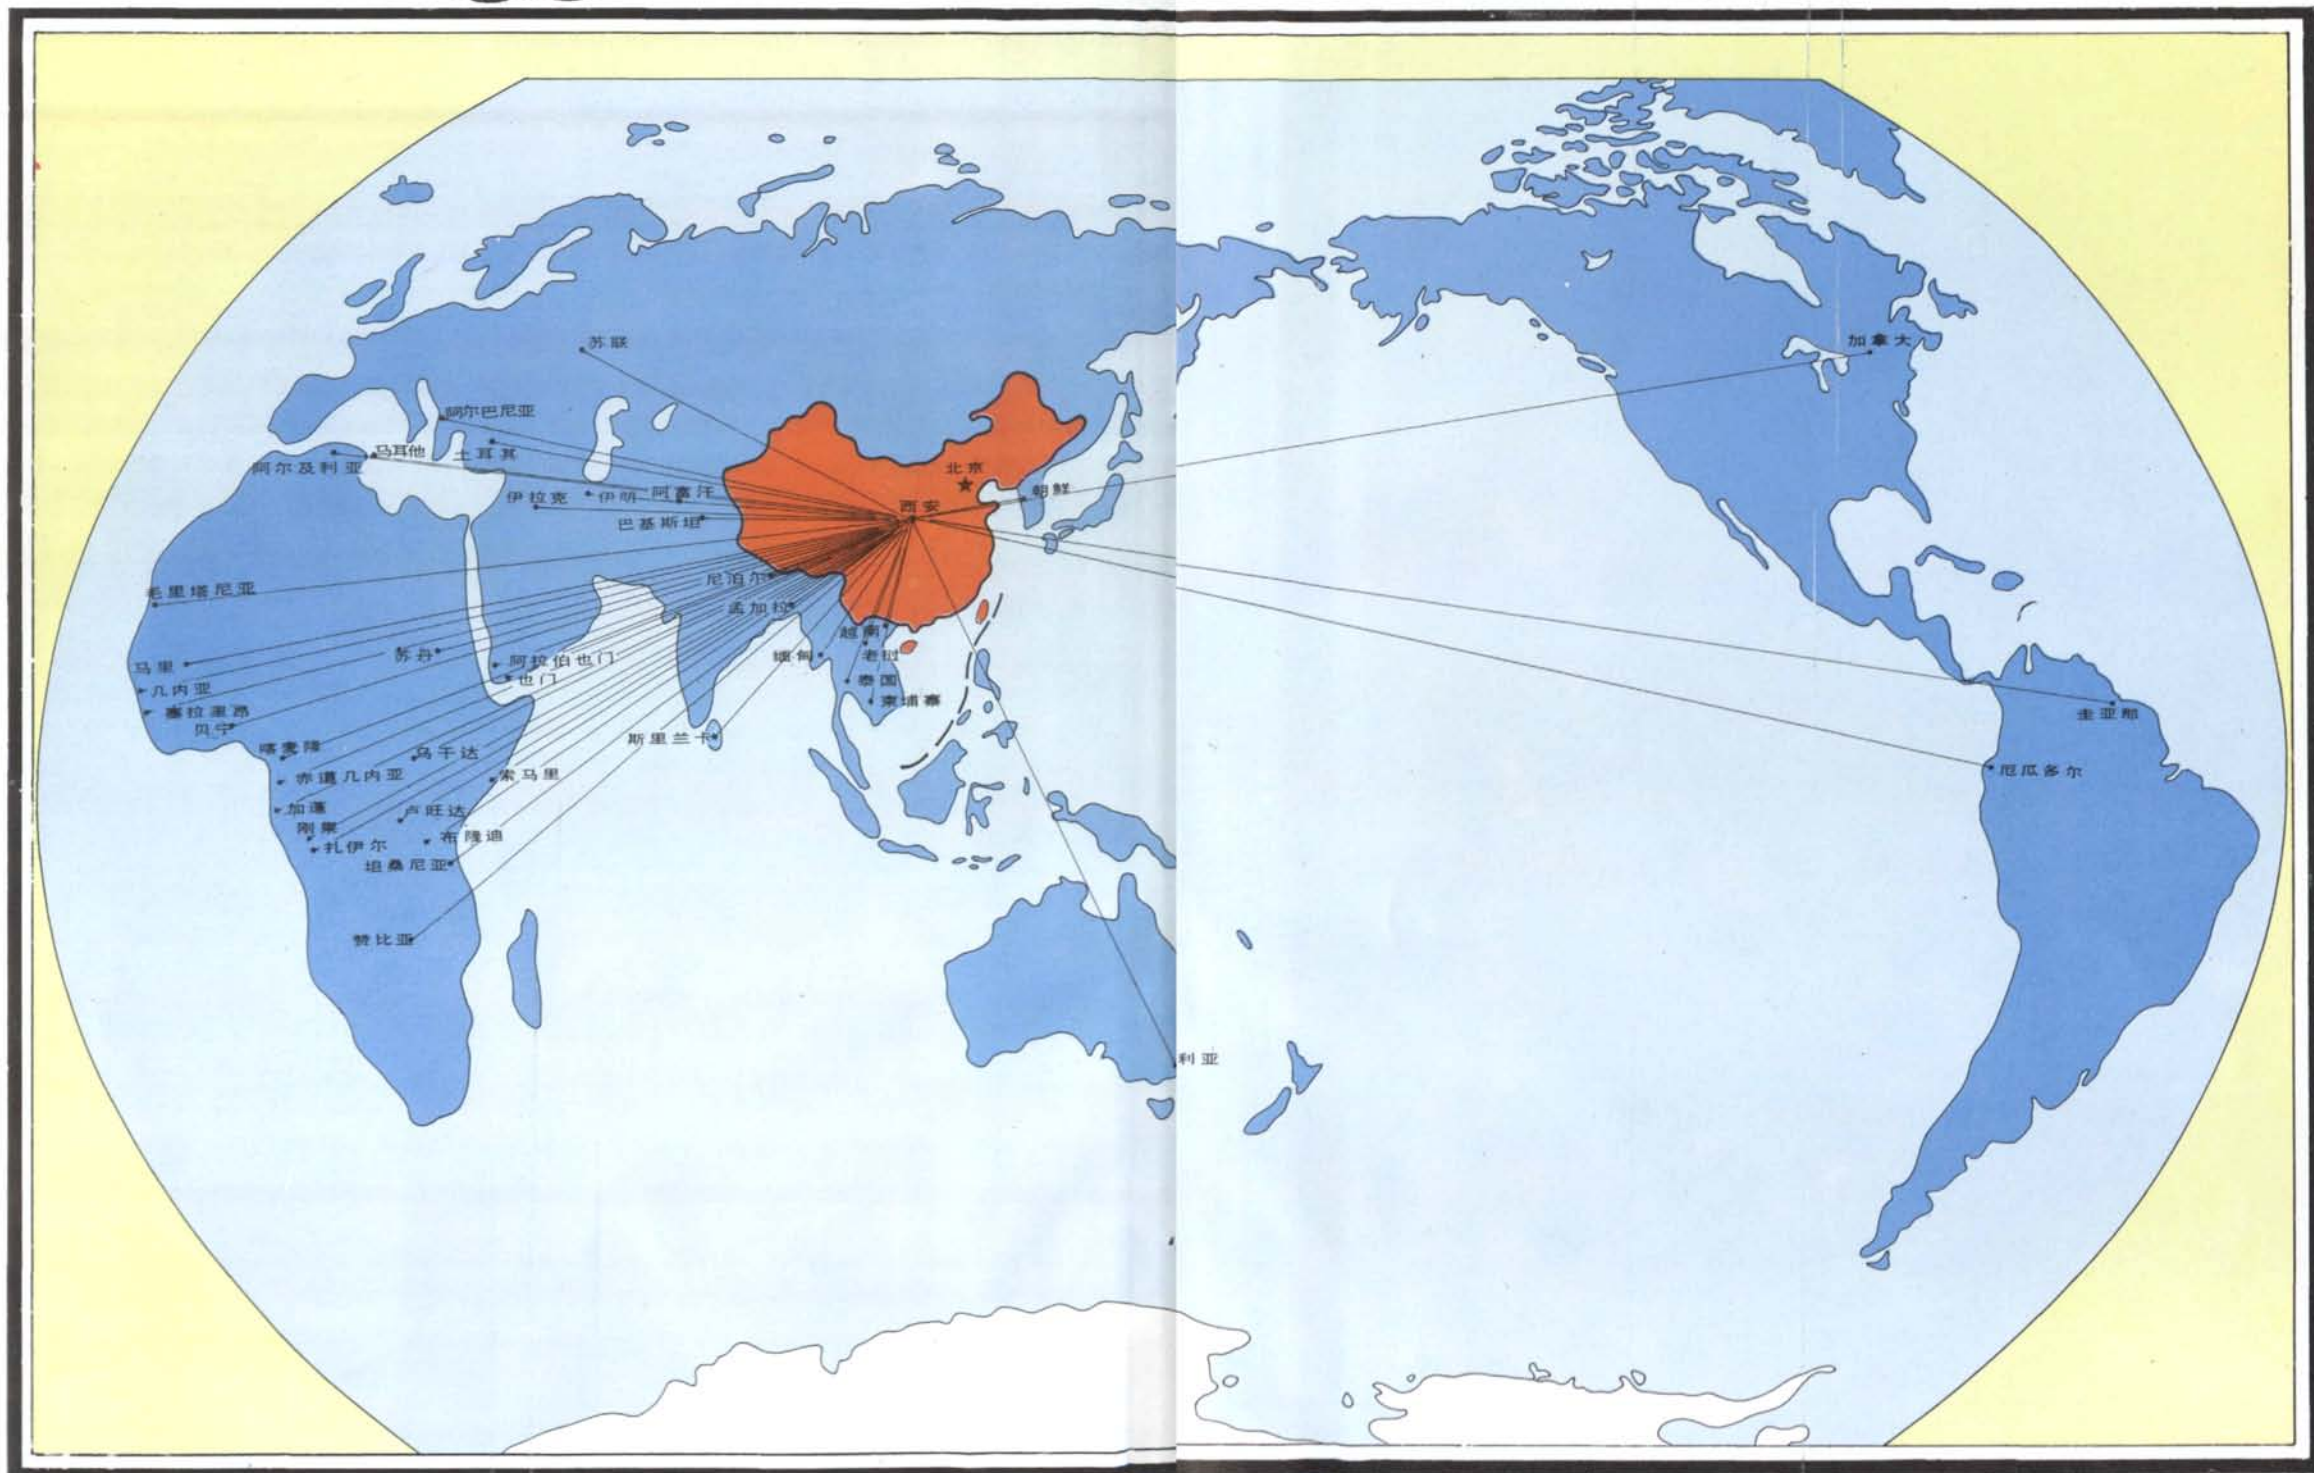 苏联
加拿大
阿尔巴尼亚
马耳他
土耳其
阿尔及利亚
北京
伊拉克
伊朗
阿富汗
朝鲜
西安
巴基斯坦
尼泊尔
毛里塔尼亚
孟加拉
越南
苏丹
阿拉伯也门
缅甸
老挝
马里
也门
泰国
几内亚
柬埔寨
塞拉里昂
圭亚那
贝宁
斯里兰卡
喀麦隆
乌干达
赤道几内亚
索马里
厄瓜多尔
加蓬
卢旺达
刚果
布隆迪
扎伊尔
坦桑尼亚
赞比亚
利亚